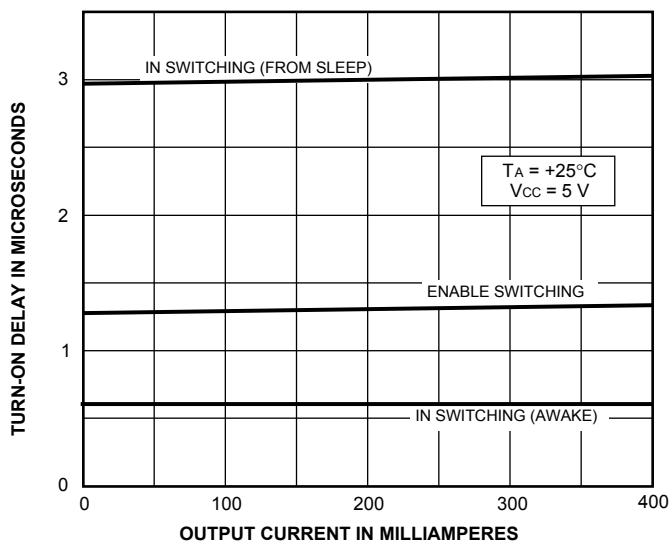 IN SWITCHING (FROM SLEEP)
3
TA = +25°C
VCC = 5 V
2
ENABLE SWITCHING
1
IN SWITCHING (AWAKE)
0
0 100 200 300 400
TURN-ON DELAY IN MICROSECONDS
OUTPUT CURRENT IN MILLIAMPERES